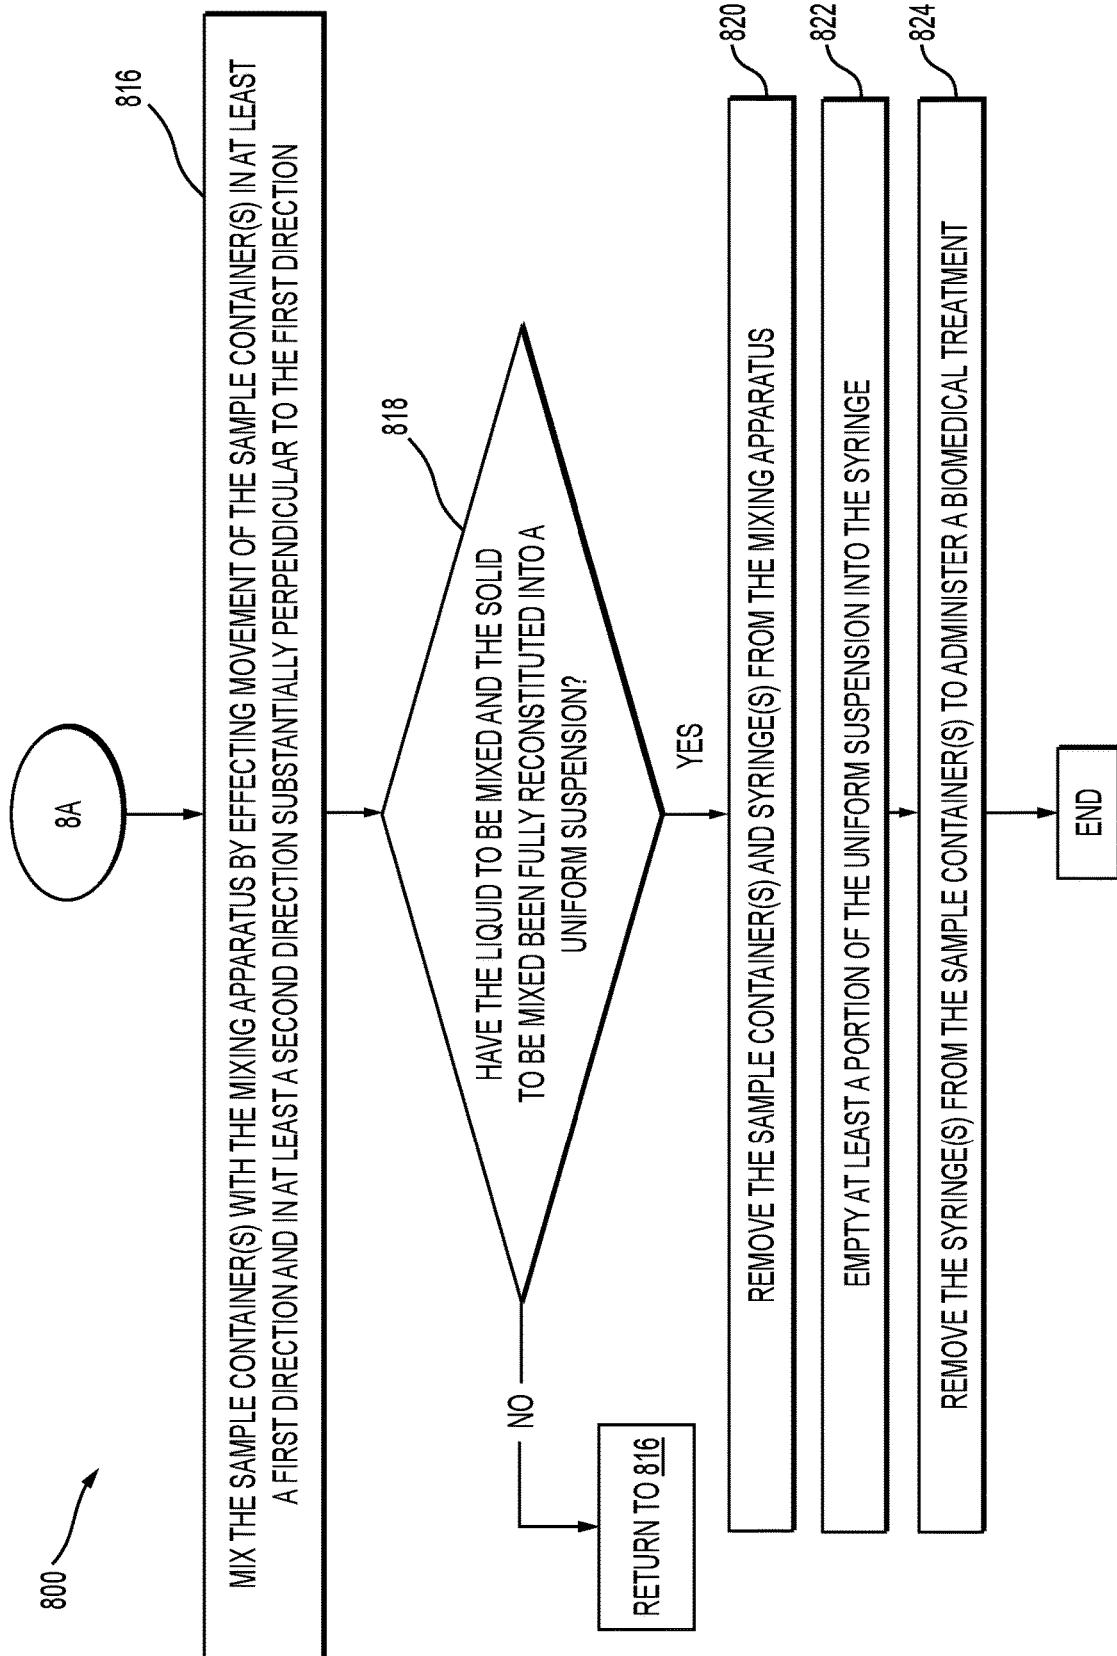 800
8A
816
MIX THE SAMPLE CONTAINER(S) WITH THE MIXING APPARATUS BY EFFECTING MOVEMENT OF THE SAMPLE CONTAINER(S) IN AT LEAST
A FIRST DIRECTION AND IN AT LEAST A SECOND DIRECTION SUBSTANTIALLY PERPENDICULAR TO THE FIRST DIRECTION
818
HAVE THE LIQUID TO BE MIXED AND THE SOLID
TO BE MIXED BEEN FULLY RECONSTITUTED INTO A
UNIFORM SUSPENSION?
NO
RETURN TO 816
YES
820
REMOVE THE SAMPLE CONTAINER(S) AND SYRINGE(S) FROM THE MIXING APPARATUS
822
EMPTY AT LEAST A PORTION OF THE UNIFORM SUSPENSION INTO THE SYRINGE
824
REMOVE THE SYRINGE(S) FROM THE SAMPLE CONTAINER(S) TO ADMINISTER A BIOMEDICAL TREATMENT
END